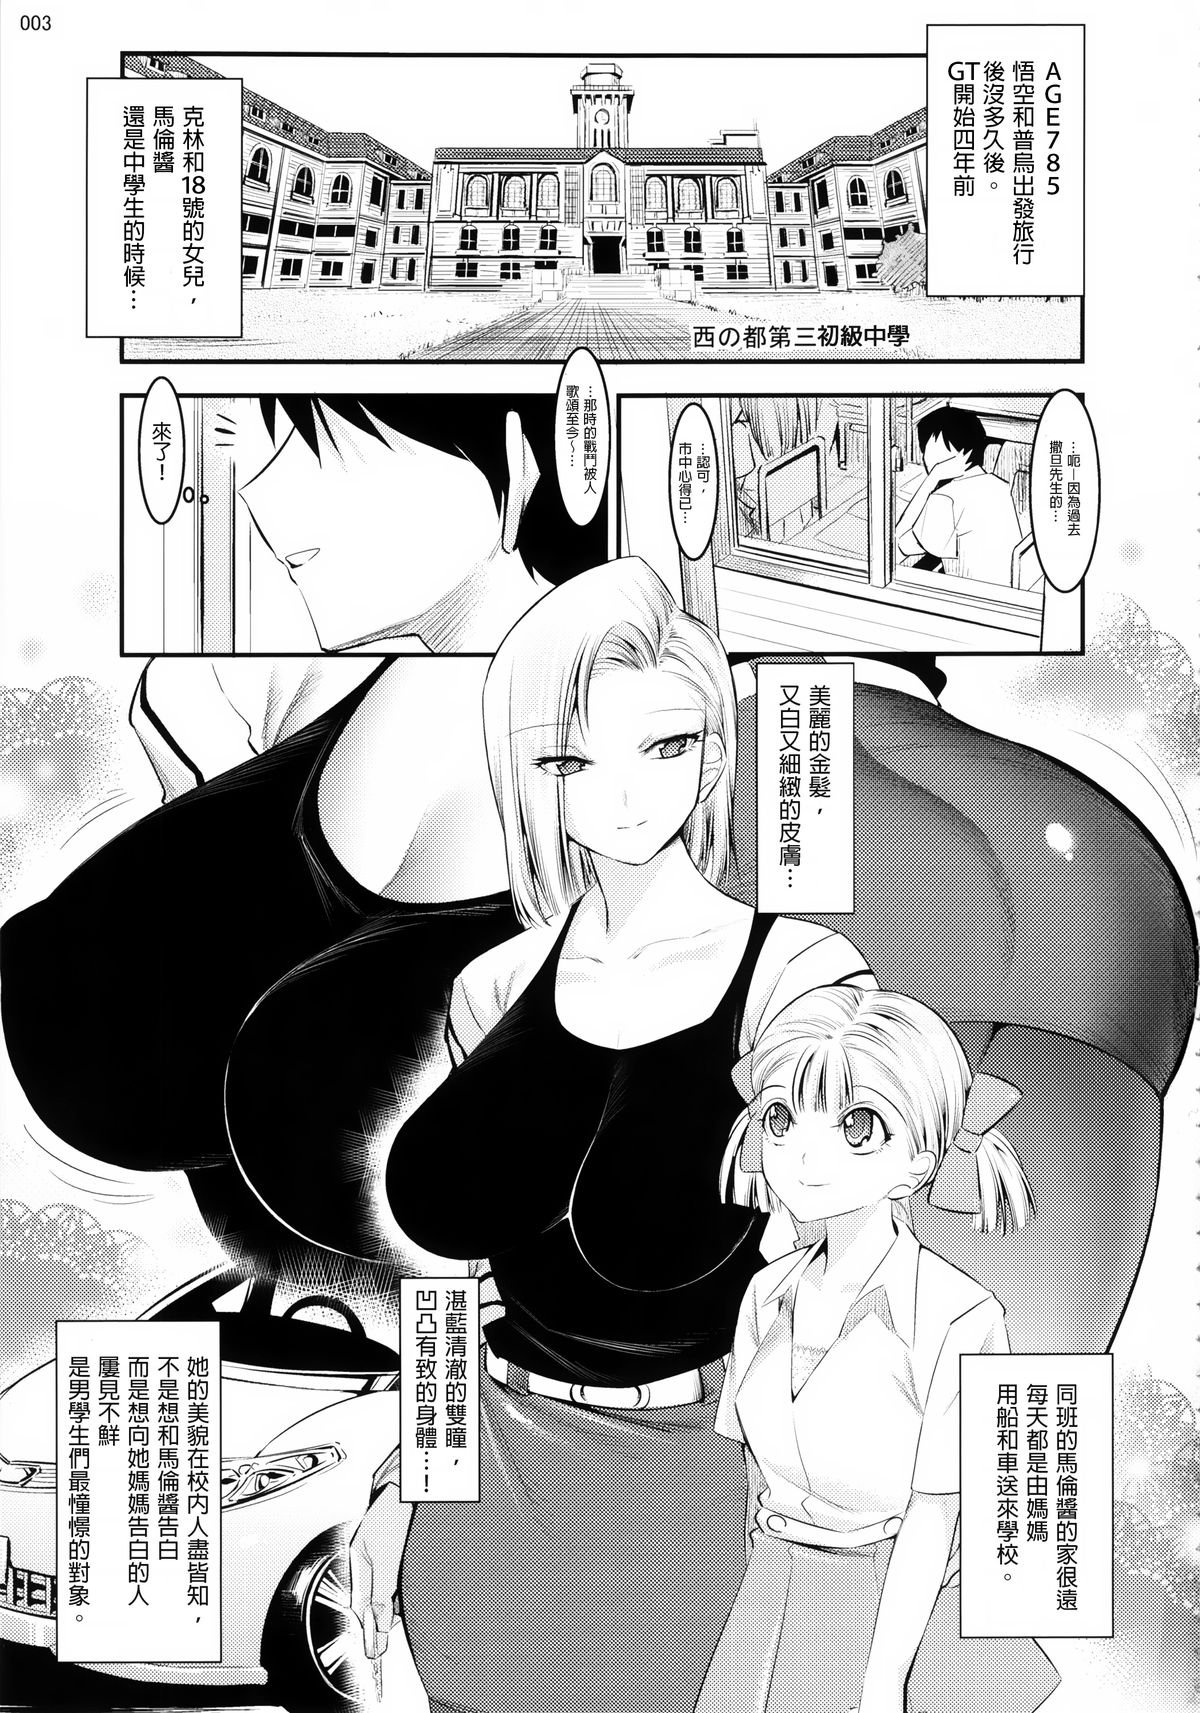 003
AGE785
悟空和普烏出發旅行
後沒多久後。
GT開始四年前
克林和18號的女兒，
馬倫醬
還是中學生的時候…
西の都第三初級中學
…呃—因為過去
撒旦先生的…
…認可，
市中心得已…
…那時的戰鬥被人
歌頌至今～…
來了！
美麗的金髮，
又白又細緻的皮膚…
湛藍清澈的雙瞳，
凹凸有致的身體…！
同班的馬倫醬的家很遠
每天都是由媽媽
用船和車送來學校。
她的美貌在校內人盡皆知，
不是想和馬倫醬告白
而是想向她媽媽告白的人
屢見不鮮
是男學生們最憧憬的對象。